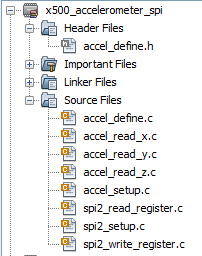 x500_accelerometer_spi
Header Files
accel_define.h
Important Files
Linker Files
Source Files
accel_define.c
accel_read_x.c
accel_read_y.c
accel_read_z.c
accel_setup.c
spi2_read_register.c
spi2_setup.c
spi2_write_register.c